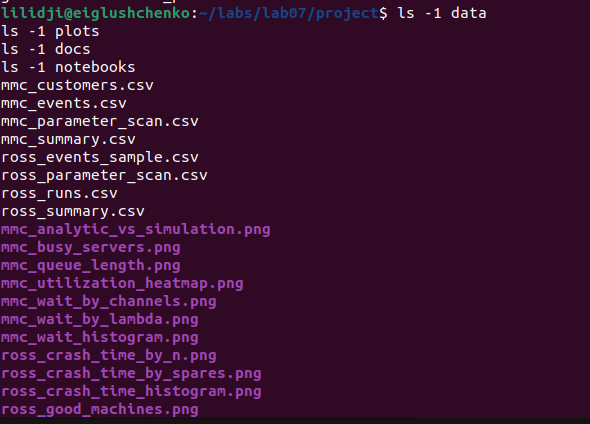 lilidji@eiglushchenko:~/labs/lab07/project$ ls -1 data
ls -1 plots
ls -1 docs
ls -1 notebooks
mmc_customers.csv
mmc_events.csv
mmc_parameter_scan.csv
mmc_summary.csv
ross_events_sample.csv
ross_parameter_scan.csv
ross_runs.csv
ross_summary.csv
mmc_analytic_vs_simulation.png
mmc_busy_servers.png
mmc_queue_length.png
mmc_utilization_heatmap.png
mmc_wait_by_channels.png
mmc_wait_by_lambda.png
mmc_wait_histogram.png
ross_crash_time_by_n.png
ross_crash_time_by_spares.png
ross_crash_time_histogram.png
ross_good_machines.png